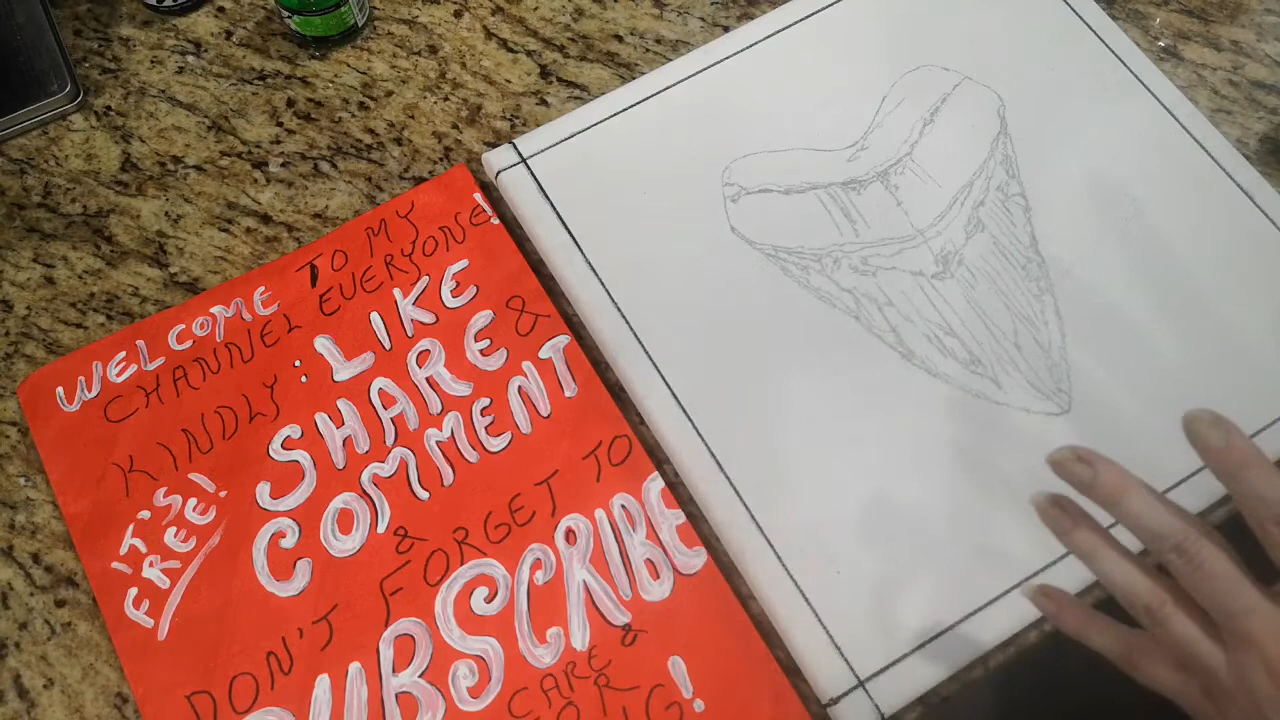 WELCOME TO MY
CHANNEL EVERYONE!
KINDLY: LIKE
SHARE &
COMMENT
IT'S
FREE!
& 
DON'T FORGET TO
SUBSCRIBE
CARE &